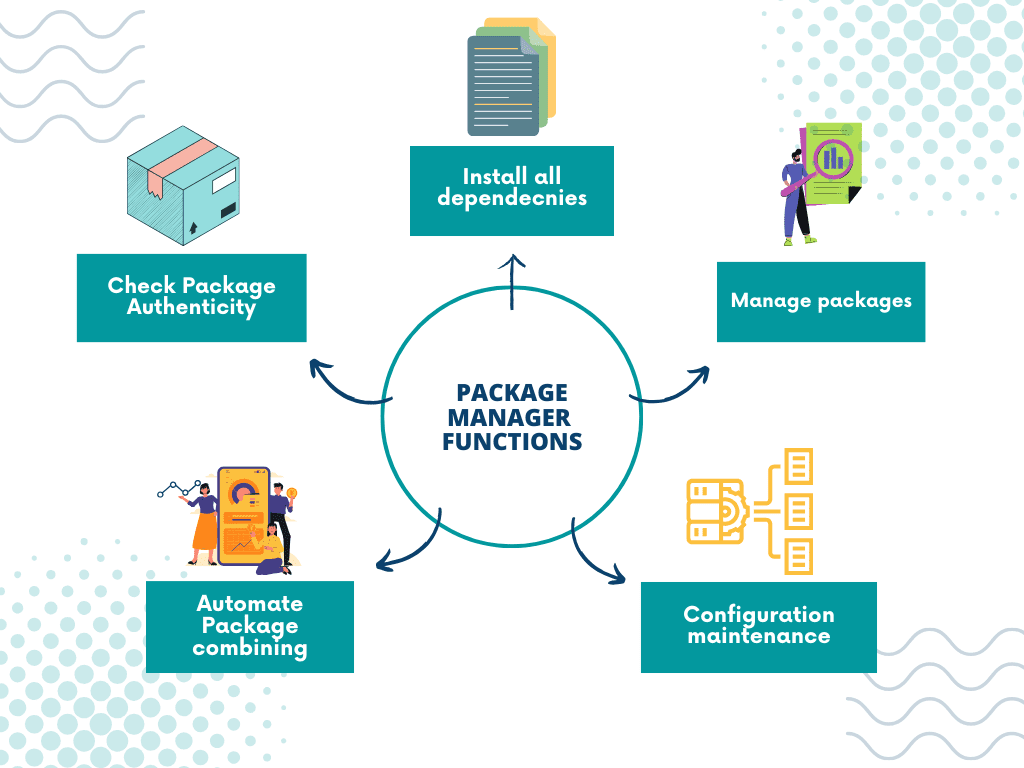 Install all
dependecnies
Check Package
Authenticity
Manage packages
PACKAGE
MANAGER
FUNCTIONS
Automate
Package
combining
Configuration
maintenance